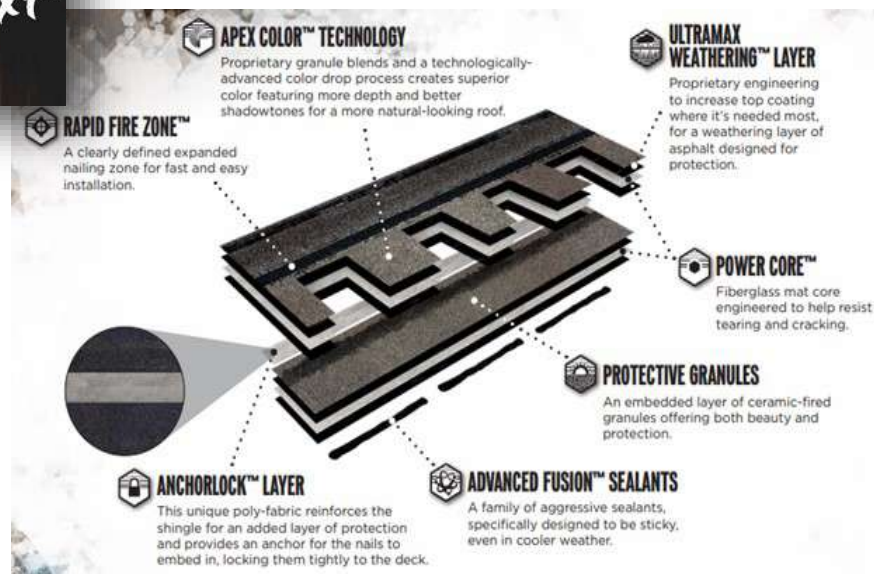 APEX COLOR™ TECHNOLOGY
Proprietary granule blends and a technologically-
advanced color drop process creates superior
color featuring more depth and better
shadowtones for a more natural-looking roof.
ULTRAMAX
WEATHERING™ LAYER
Proprietary engineering
to increase top coating
where it's needed most,
for a weathering layer of
asphalt designed for
protection.
RAPID FIRE ZONE™
A clearly defined expanded
nailing zone for fast and easy
installation.
POWER CORE™
Fiberglass mat core
engineered to help resist
tearing and cracking.
PROTECTIVE GRANULES
An embedded layer of ceramic-fired
granules offering both beauty and
protection.
ANCHORLOCK™ LAYER
This unique poly-fabric reinforces the
shingle for an added layer of protection
and provides an anchor for the nails to
embed in, locking them tightly to the deck.
ADVANCED FUSION™ SEALANTS
A family of aggressive sealants,
specifically designed to be sticky,
even in cooler weather.